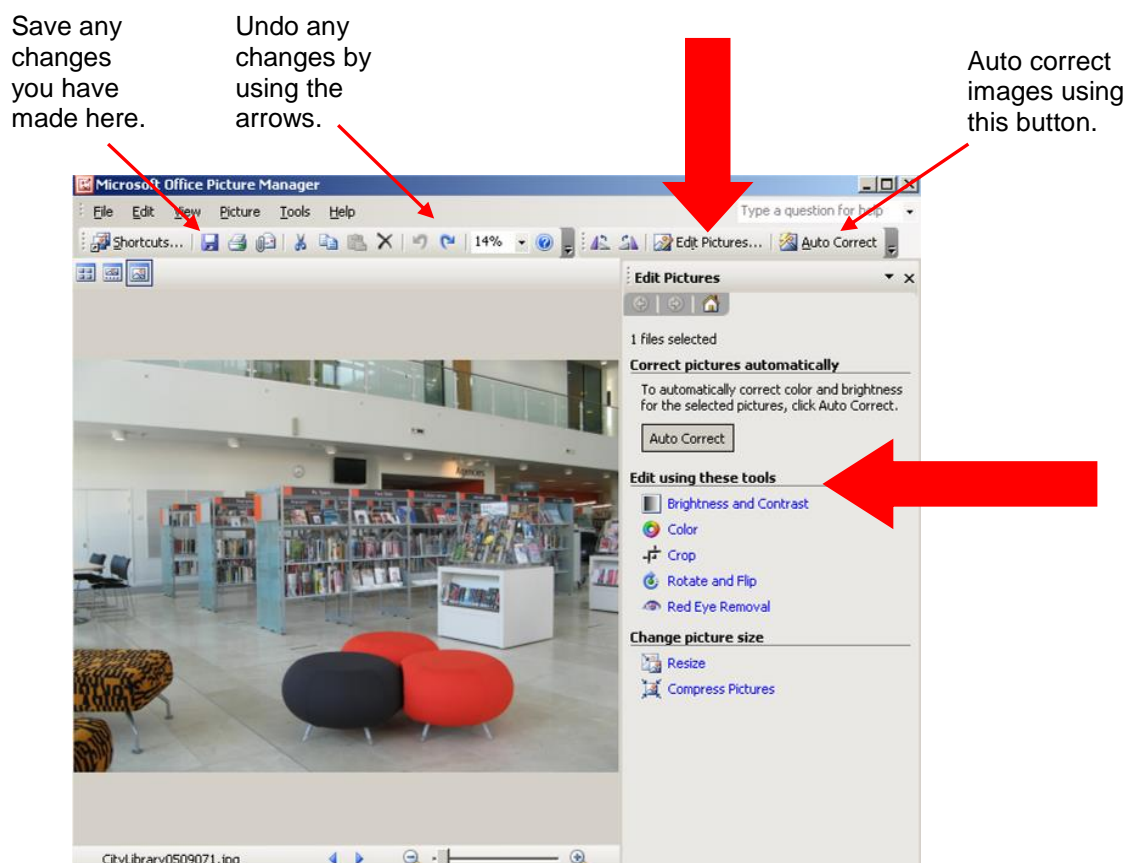 Save any
changes
you have
made here.
Undo any
changes by
using the
arrows.
Auto correct
images using
this button.
Microsoft Office Picture Manager
File Edit View Picture Tools Help
Type a question for help
Shortcuts... 14% Edit Pictures... Auto Correct
Edit Pictures
1 files selected
Correct pictures automatically
To automatically correct color and brightness
for the selected pictures, click Auto Correct.
Auto Correct
Agencies
Edit using these tools
Brightness and Contrast
Color
Crop
Rotate and Flip
Red Eye Removal
Change picture size
Resize
Compress Pictures
CityLibrary0509071.jpg